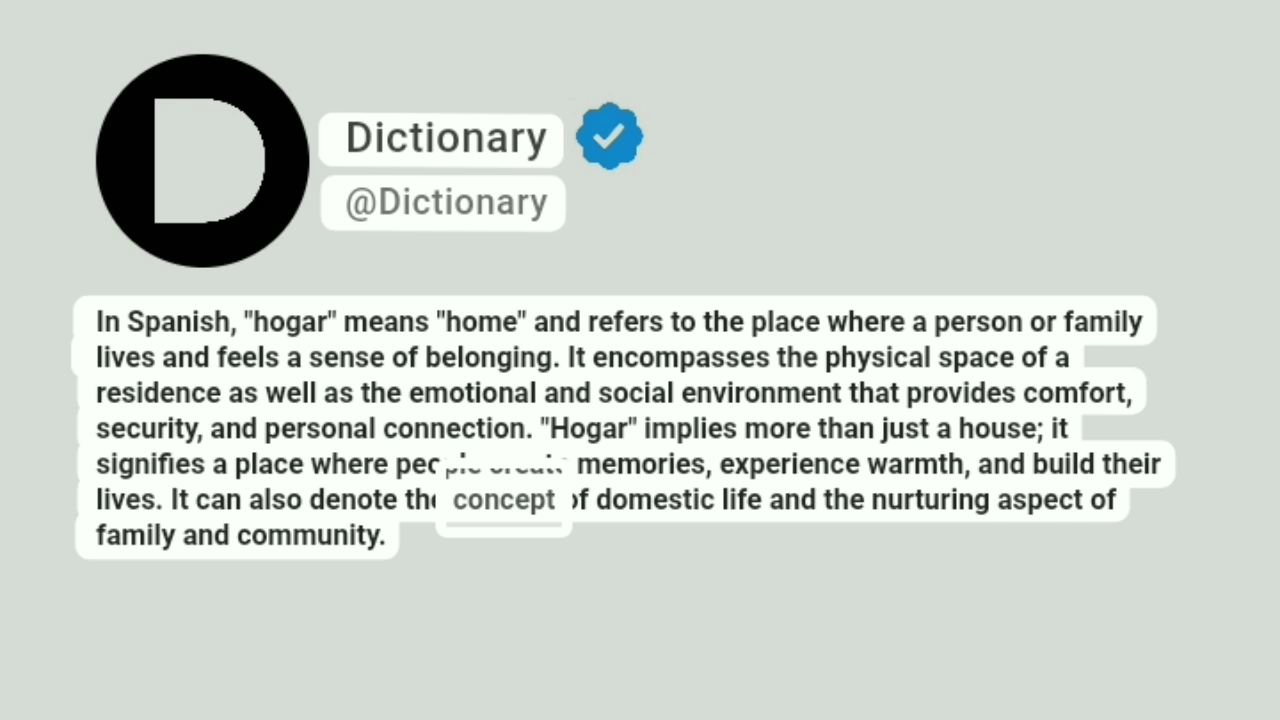 D
Dictionary
@Dictionary
In Spanish, "hogar" means "home" and refers to the place where a person or family
lives and feels a sense of belonging. It encompasses the physical space of a
residence as well as the emotional and social environment that provides comfort,
security, and personal connection. "Hogar" implies more than just a house; it
signifies a place where memories, experience warmth, and build their
lives. It can also denote the concept of domestic life and the nurturing aspect of
family and community.